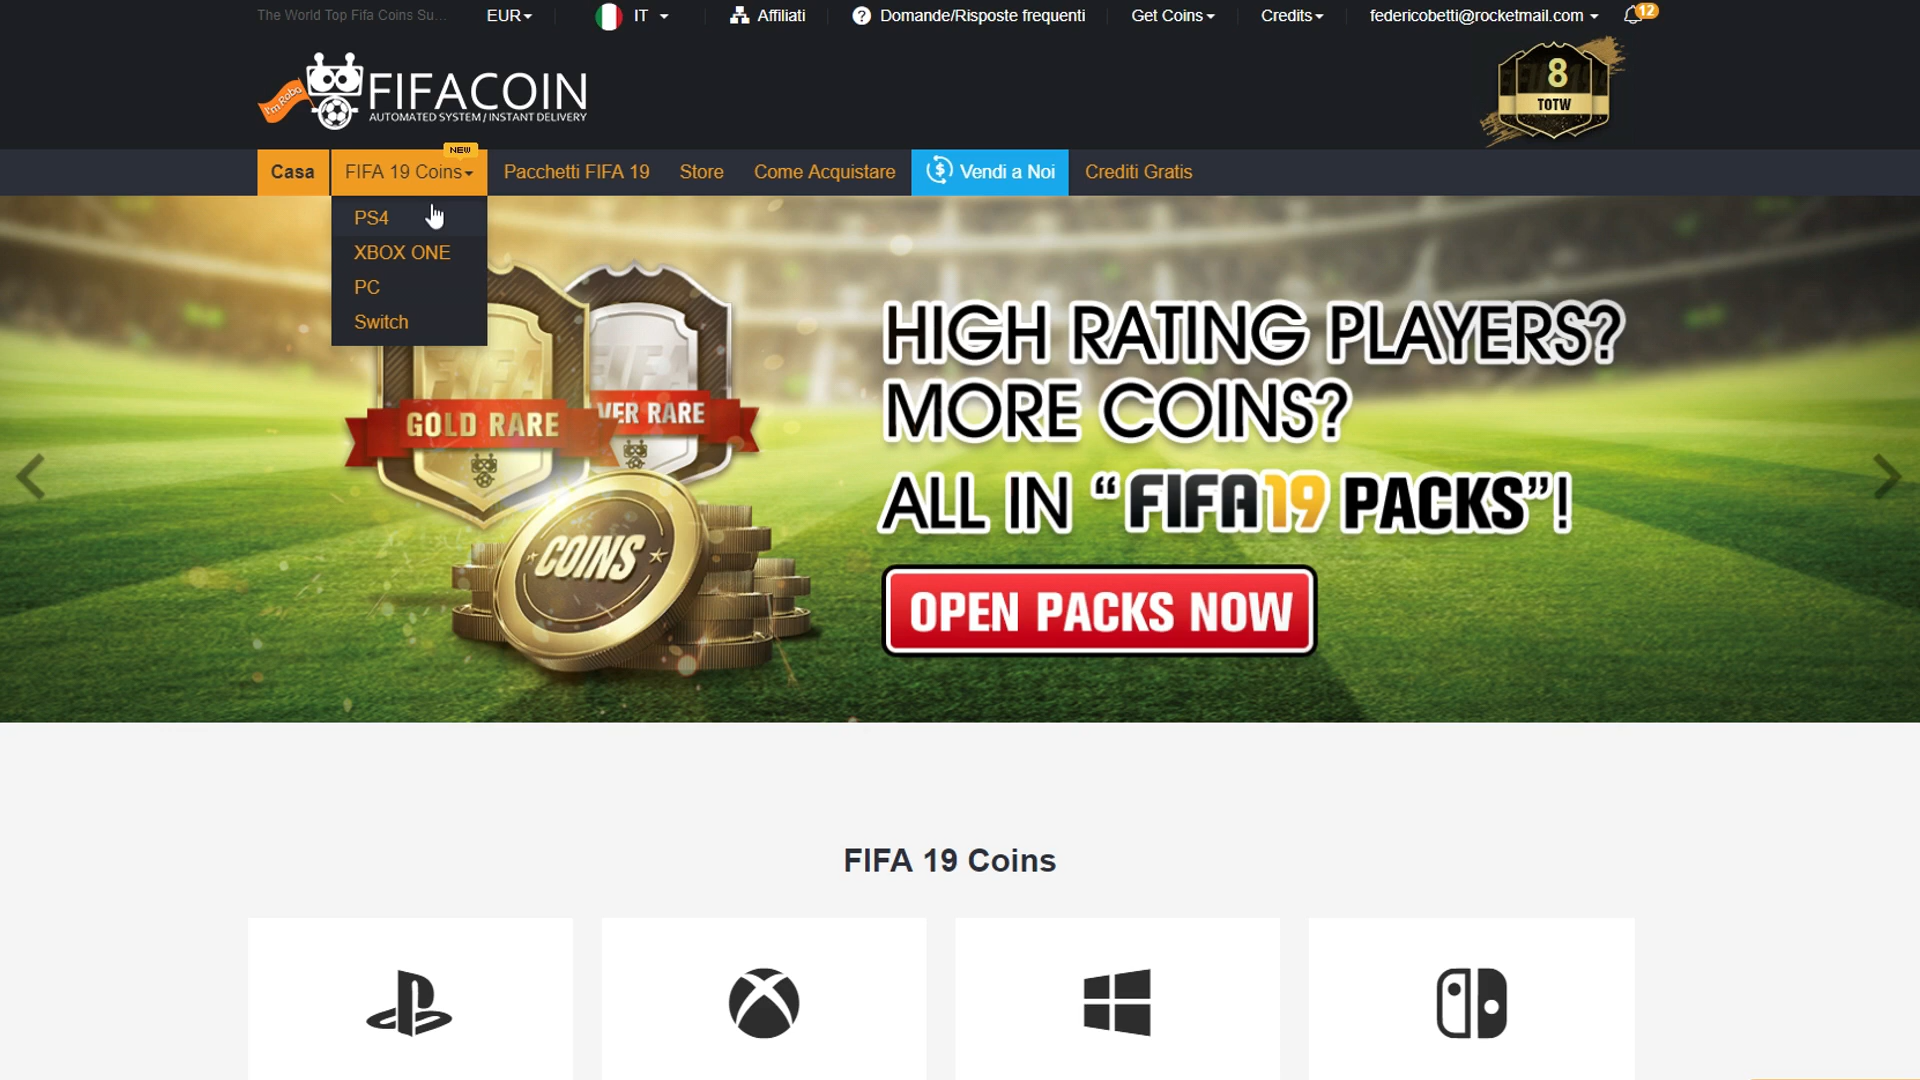 The World Top Fifa Coins Su...
EUR
IT
Affiliati
Domande/Risposte frequenti
Get Coins
Credits
federicobetti@rocketmail.com
12
I'm Robo
FIFACOIN
AUTOMATED SYSTEM / INSTANT DELIVERY
8
TOTW
NEW
Casa
FIFA 19 Coins
Pacchetti FIFA 19
Store
Come Acquistare
Vendi a Noi
Crediti Gratis
PS4
XBOX ONE
PC
Switch
GOLD RARE
VER RARE
COINS
HIGH RATING PLAYERS?
MORE COINS?
ALL IN “FIFA19 PACKS”!
OPEN PACKS NOW
FIFA 19 Coins